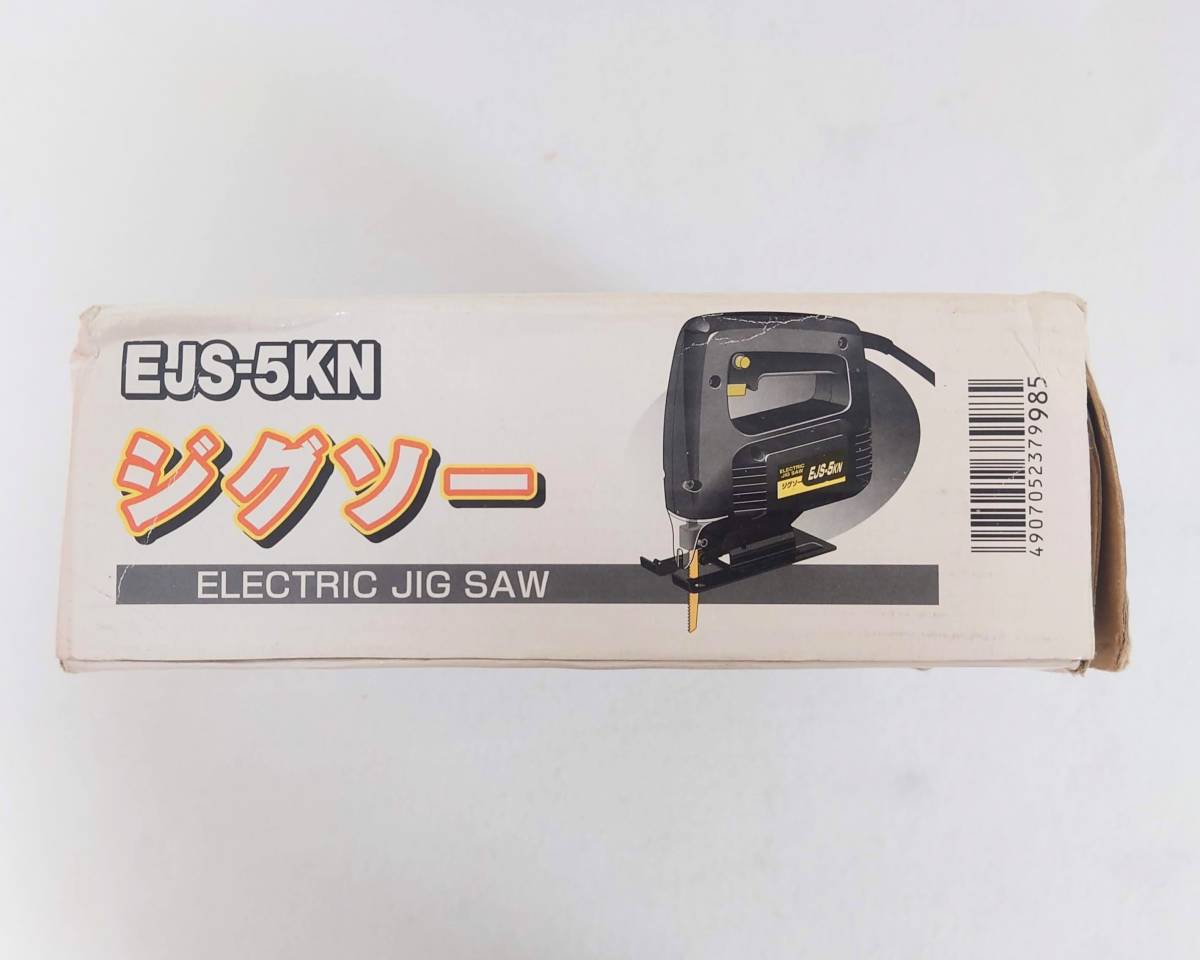 EJS-5KN
ジグソー
ELECTRIC JIG SAW
ELECTRIC
JIG SAW
EJS-5KN
ジグソー
4907052379985